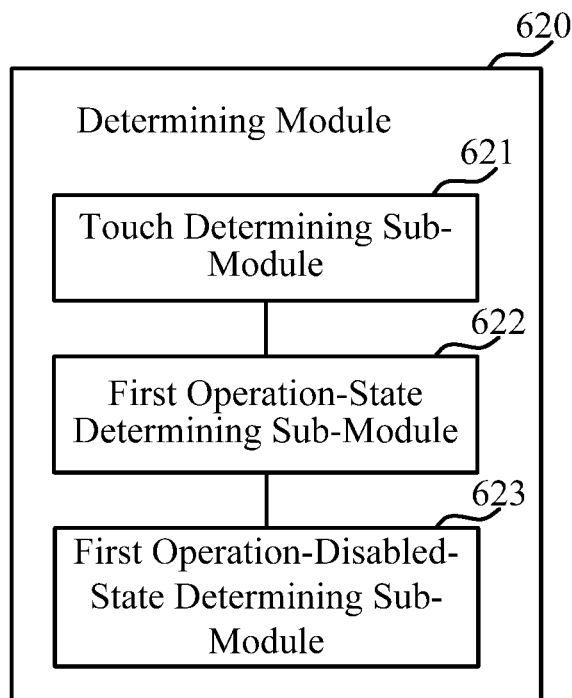 620
Determining Module
621
Touch Determining Sub-
Module
622
First Operation-State
Determining Sub-Module
623
First Operation-Disabled-
State Determining Sub-
Module